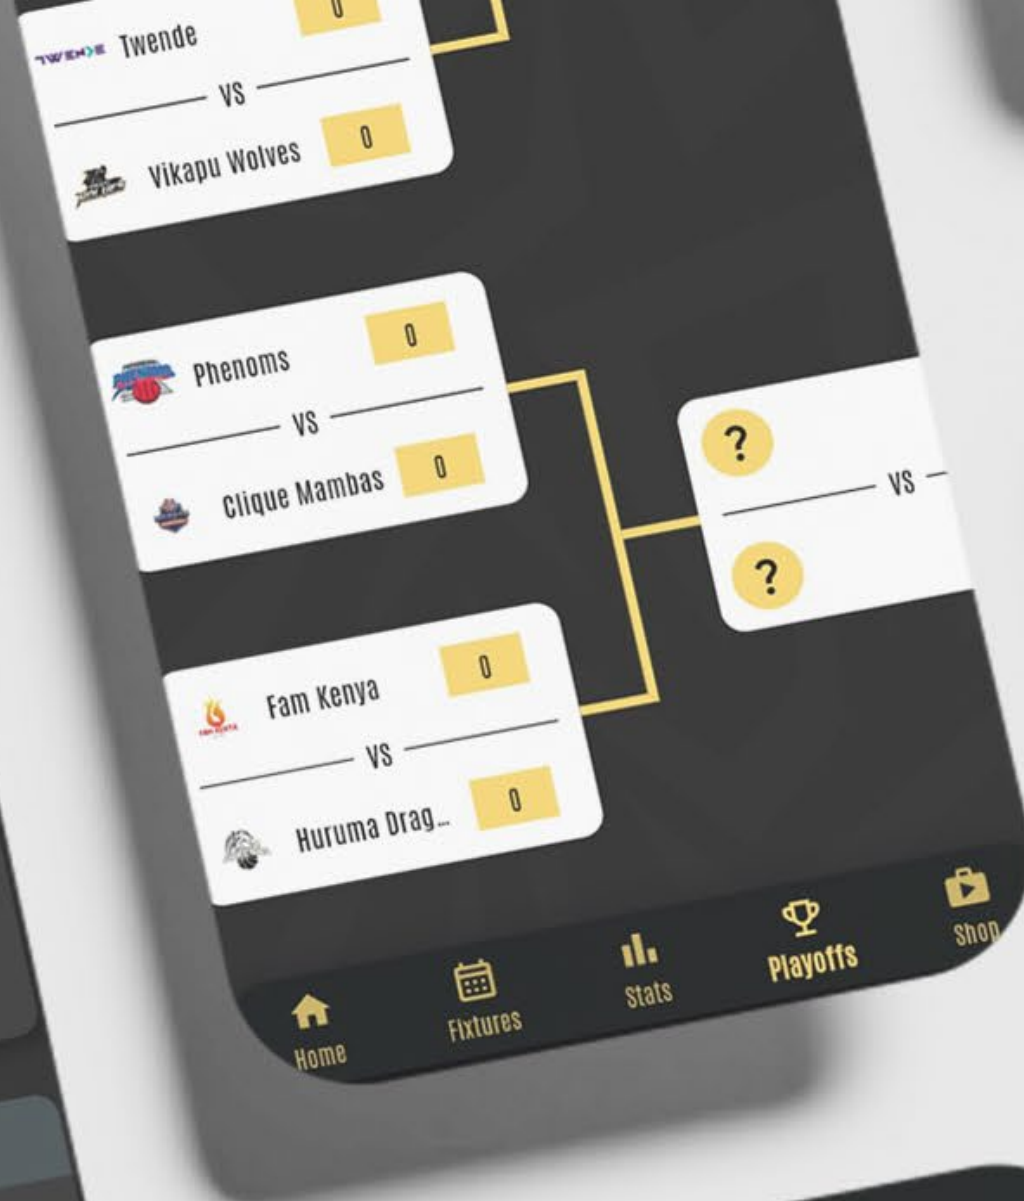 0
TWENDE Twende
VS
Vikapu Wolves 0
Phenoms 0
VS
Clique Mambas 0
?
VS
?
Fam Kenya 0
VS
Huruma Drag... 0
Home Fixtures Stats Playoffs Shop